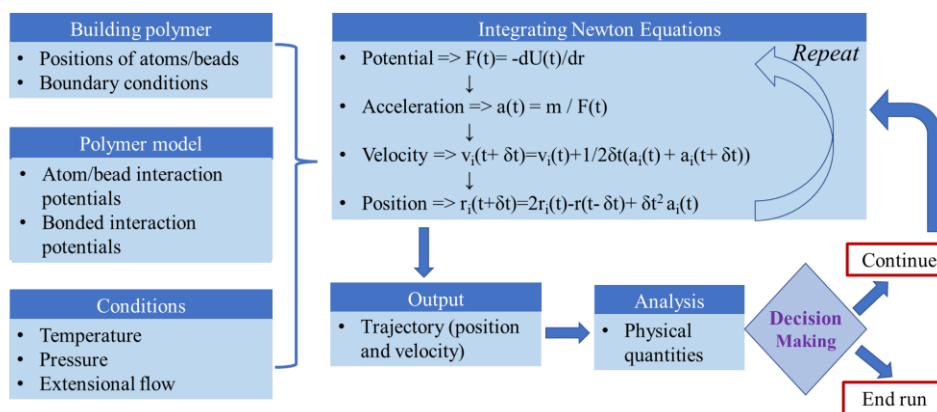 Building polymer
• Positions of atoms/beads
• Boundary conditions
Polymer model
• Atom/bead interaction
potentials
• Bonded interaction
potentials
Conditions
• Temperature
• Pressure
• Extensional flow
Integrating Newton Equations
Repeat
• Potential => F(t)= -dU(t)/dr
↓
• Acceleration => a(t) = m / F(t)
↓
• Velocity => vᵢ(t+ δt)=vᵢ(t)+1/2δt(aᵢ(t) + aᵢ(t+ δt))
↓
• Position => rᵢ(t+δt)=2rᵢ(t)-r(t- δt)+ δt² aᵢ(t)
Output
• Trajectory (position
and velocity)
Analysis
• Physical
quantities
Decision
Making
Continue
End run